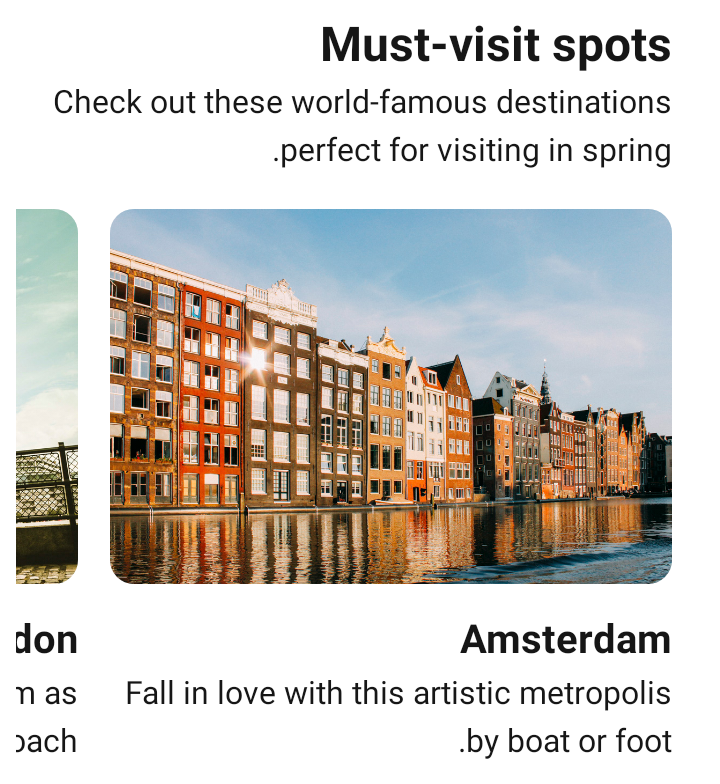 Must-visit spots
Check out these world-famous destinations
.perfect for visiting in spring
Amsterdam
Fall in love with this artistic metropolis
.by boat or foot
don
m as
oach